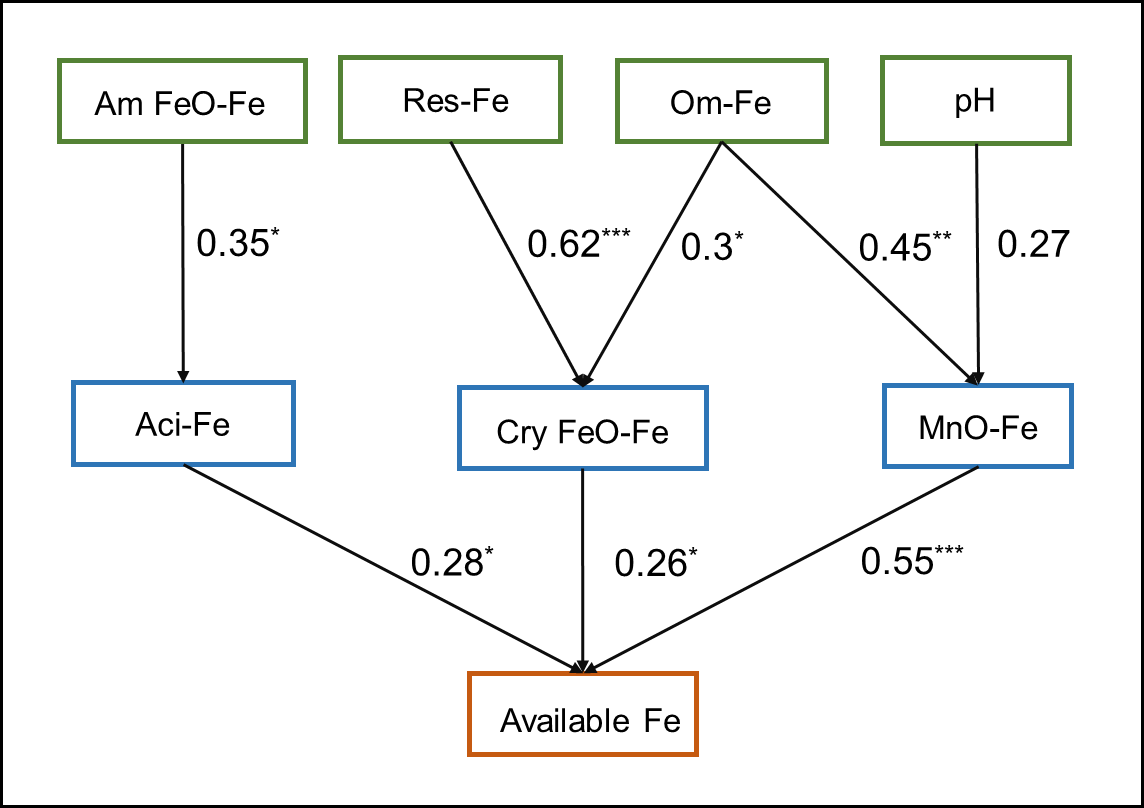 Am FeO-Fe
Res-Fe
Om-Fe
pH
0.35*
0.62***
0.3*
0.45**
0.27
Aci-Fe
Cry FeO-Fe
MnO-Fe
0.28*
0.26*
0.55***
Available Fe